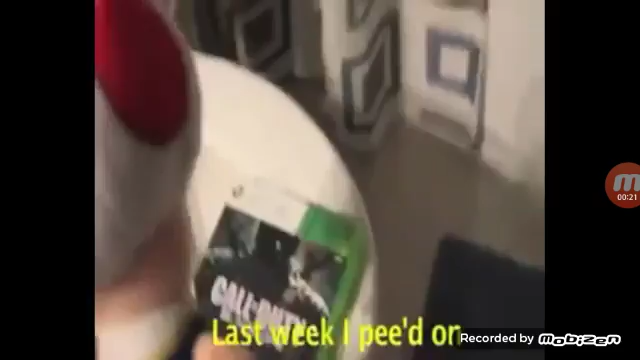 00:21
CALL OF DUTY
Last week I pee'd on
Recorded by mobizen